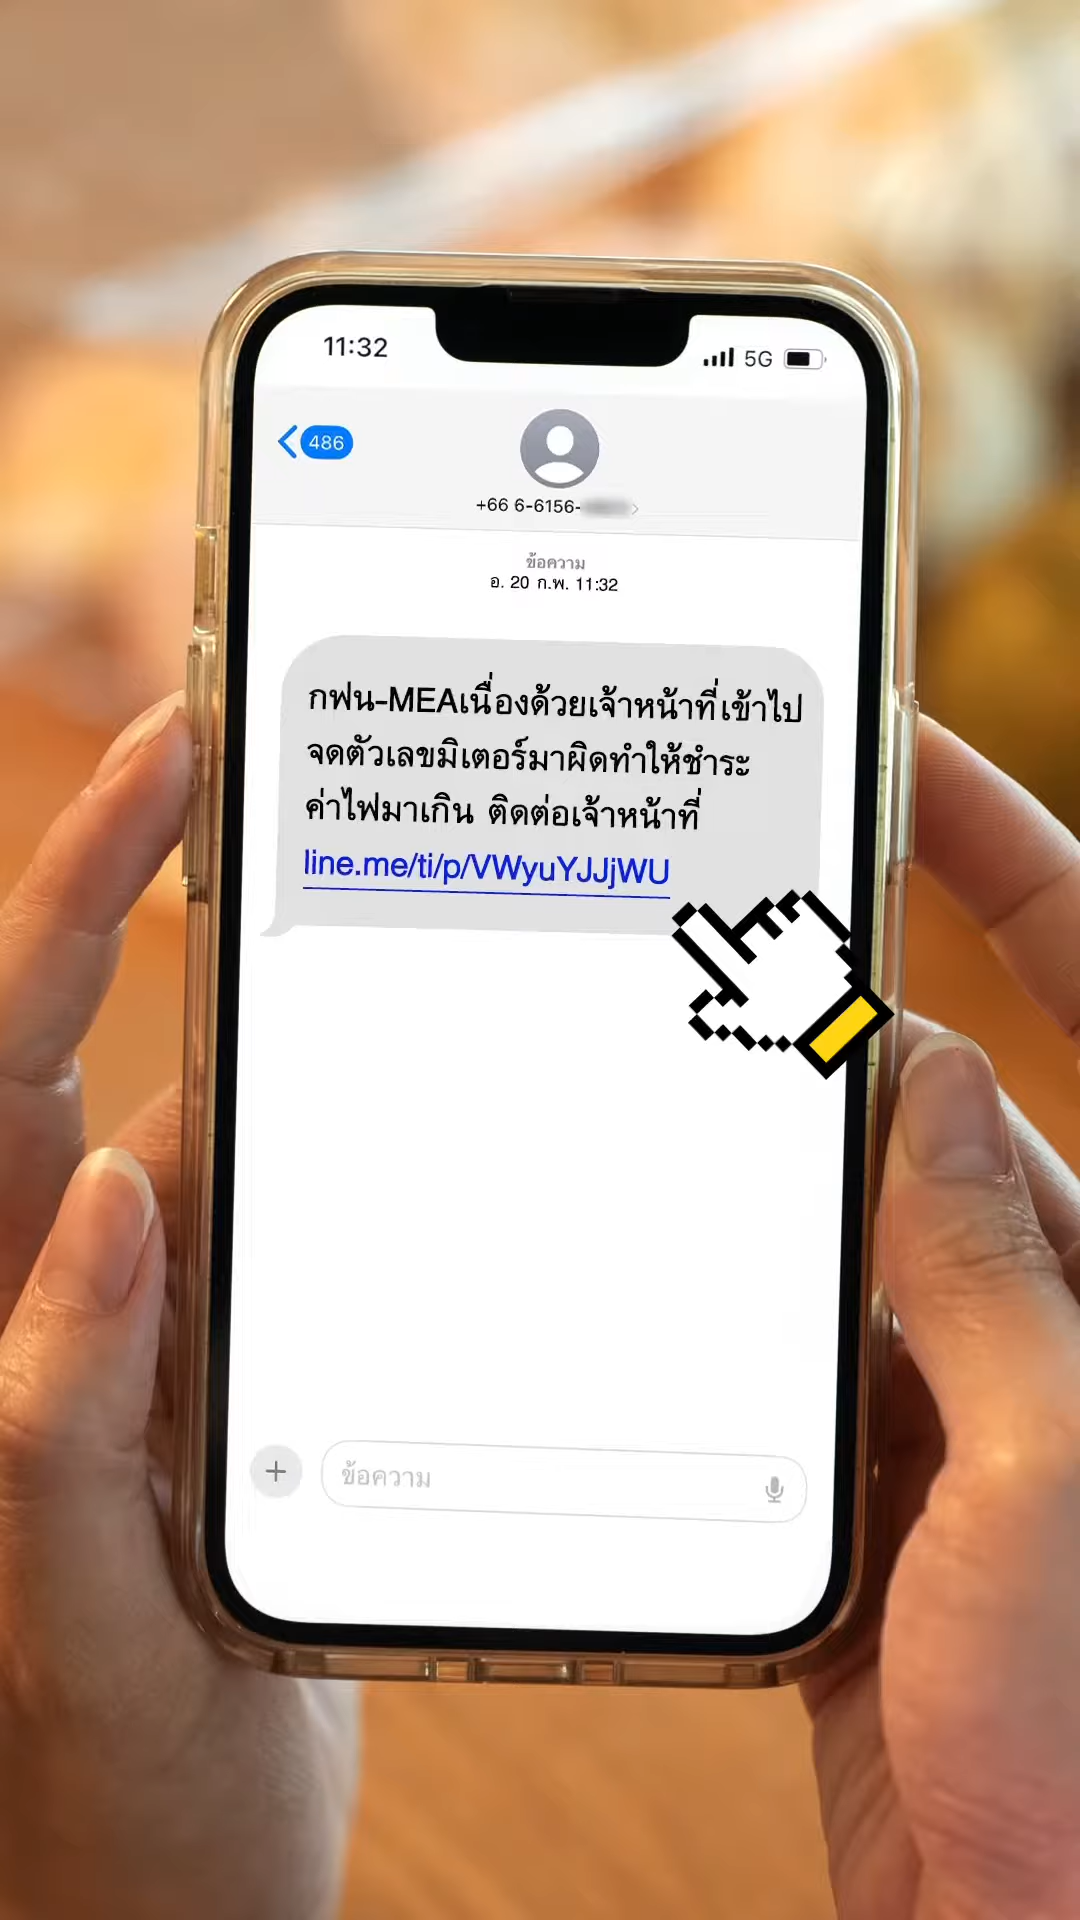 11:32
5G
486
+66 6-6156-
ข้อความ
อ. 20 ก.พ. 11:32
กฟน-MEAเนื่องด้วยเจ้าหน้าที่เข้าไป
จดตัวเลขมิเตอร์มาผิดทำให้ชำระ
ค่าไฟมาเกิน ติดต่อเจ้าหน้าที่
line.me/ti/p/VWyuYJJjWU
ข้อความ